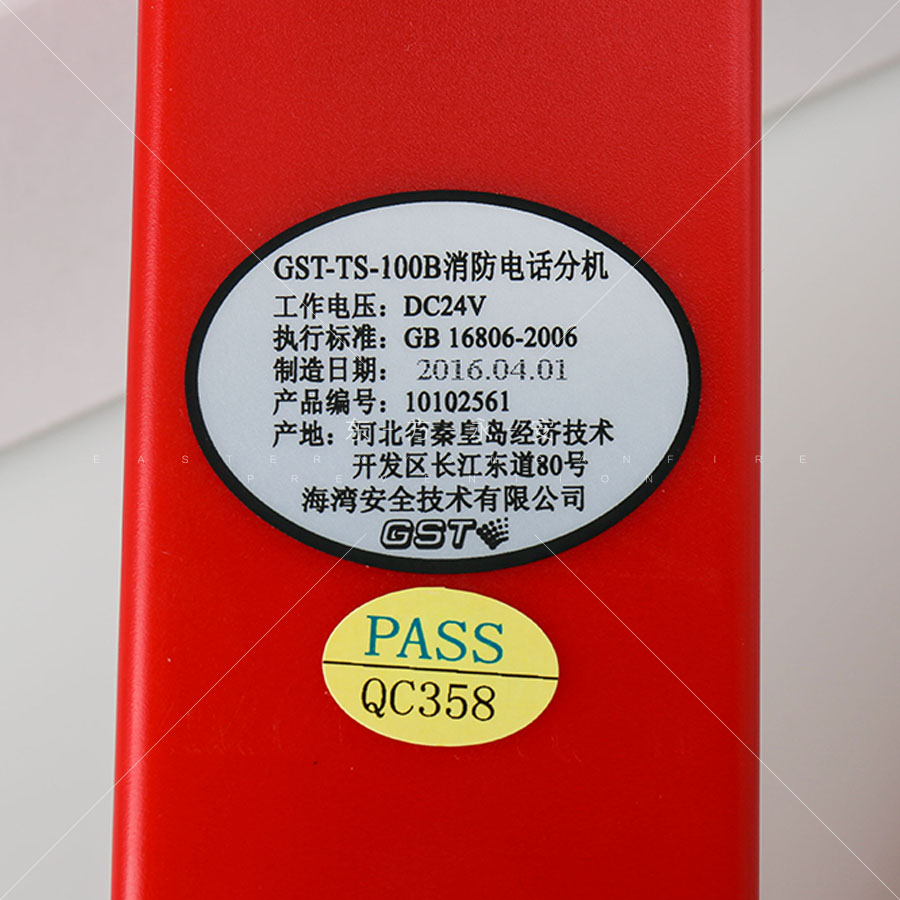 GST-TS-100B消防电话分机
工作电压：DC24V
执行标准：GB 16806-2006
制造日期： 2016.04.01
产品编号：10102561
产地：河北省秦皇岛经济技术
开发区长江东道80号
海湾安全技术有限公司
GST
PASS
QC358